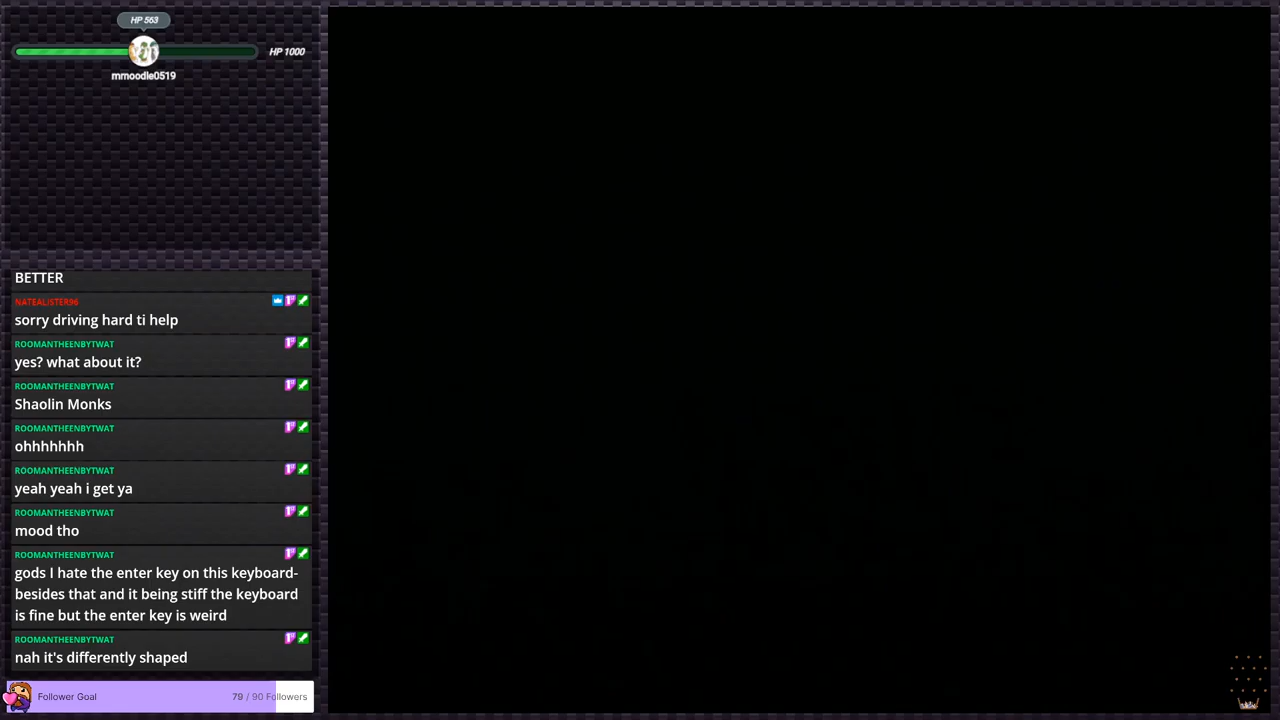 HP 563
HP 1000
mmoodle0519
BETTER
NATEALISTER96
sorry driving hard ti help
ROOMANTHEENBYTWAT
yes? what about it?
ROOMANTHEENBYTWAT
Shaolin Monks
ROOMANTHEENBYTWAT
ohhhhhhh
ROOMANTHEENBYTWAT
yeah yeah i get ya
ROOMANTHEENBYTWAT
mood tho
ROOMANTHEENBYTWAT
gods I hate the enter key on this keyboard-
besides that and it being stiff the keyboard
is fine but the enter key is weird
ROOMANTHEENBYTWAT
nah it's differently shaped
Follower Goal 79 / 90 Followers